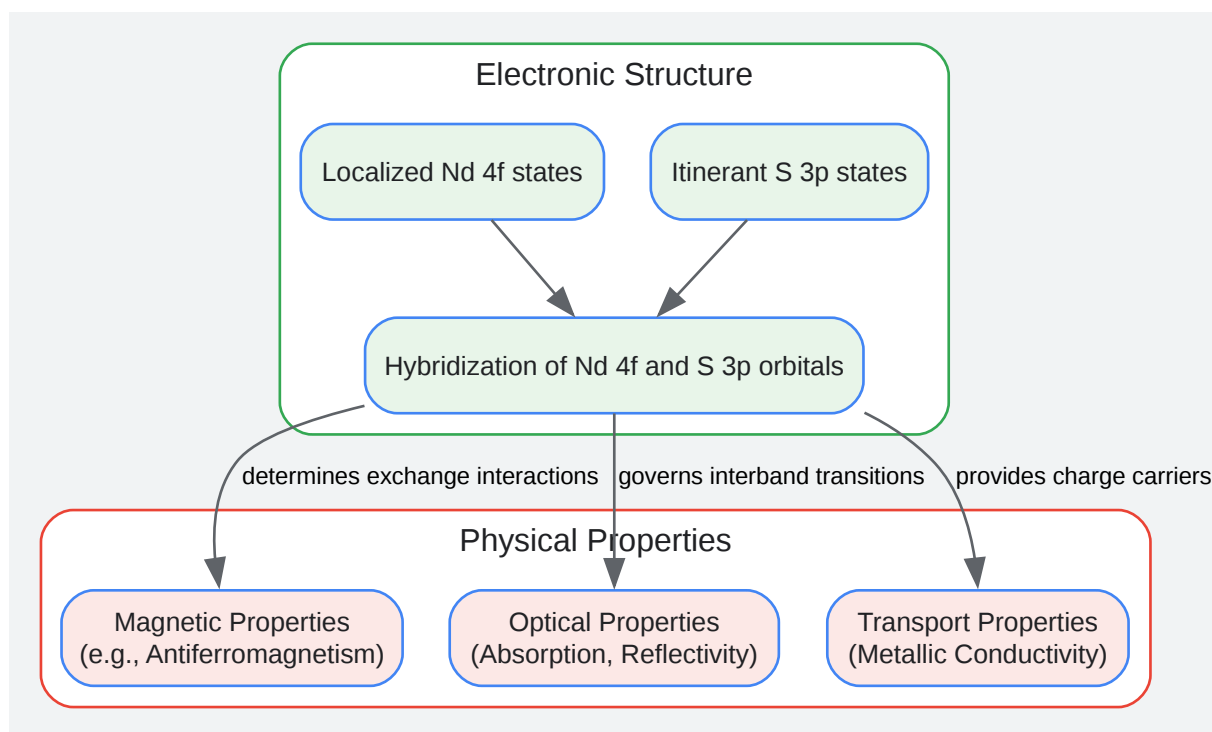 Electronic Structure
Localized Nd 4f states
Itinerant S 3p states
Hybridization of Nd 4f and S 3p orbitals
determines exchange interactions
governs interband transitions
provides charge carriers
Physical Properties
Magnetic Properties
(e.g., Antiferromagnetism)
Optical Properties
(Absorption, Reflectivity)
Transport Properties
(Metallic Conductivity)